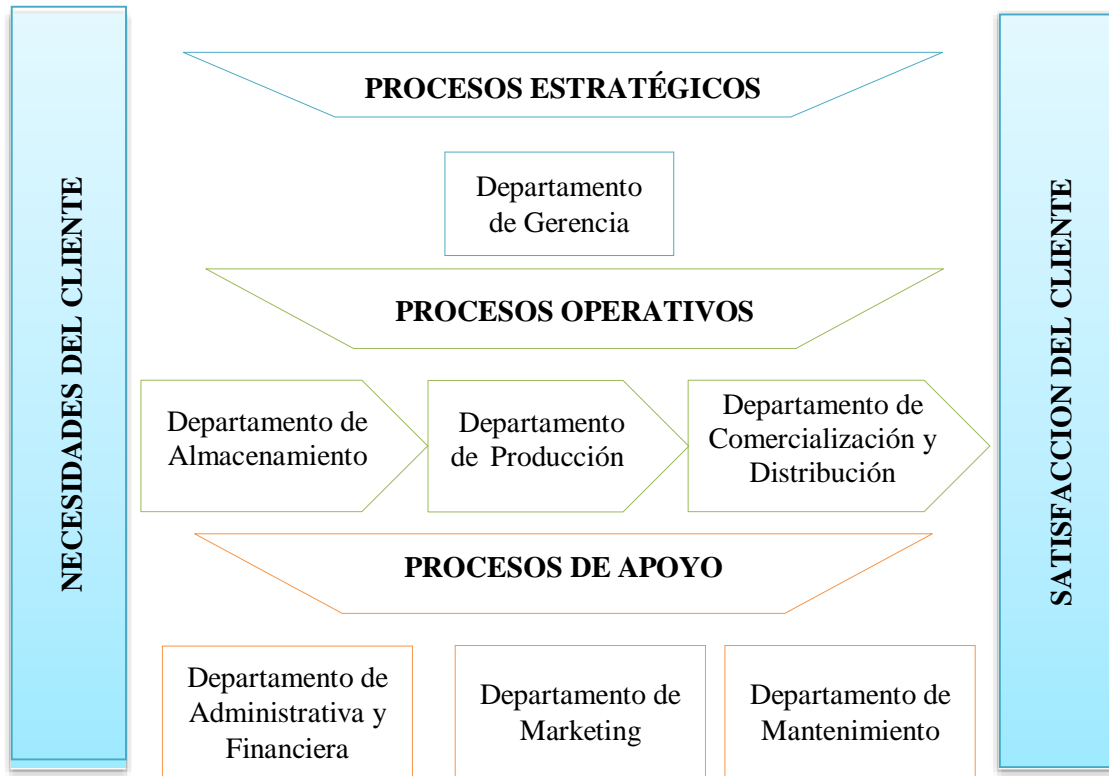 NECESIDADES DEL CLIENTE
PROCESOS ESTRATÉGICOS
Departamento
de Gerencia
PROCESOS OPERATIVOS
Departamento de
Almacenamiento
Departamento
de Producción
Departamento de
Comercialización y
Distribución
PROCESOS DE APOYO
Departamento de
Administrativa y
Financiera
Departamento de
Marketing
Departamento de
Mantenimiento
SATISFACCION DEL CLIENTE